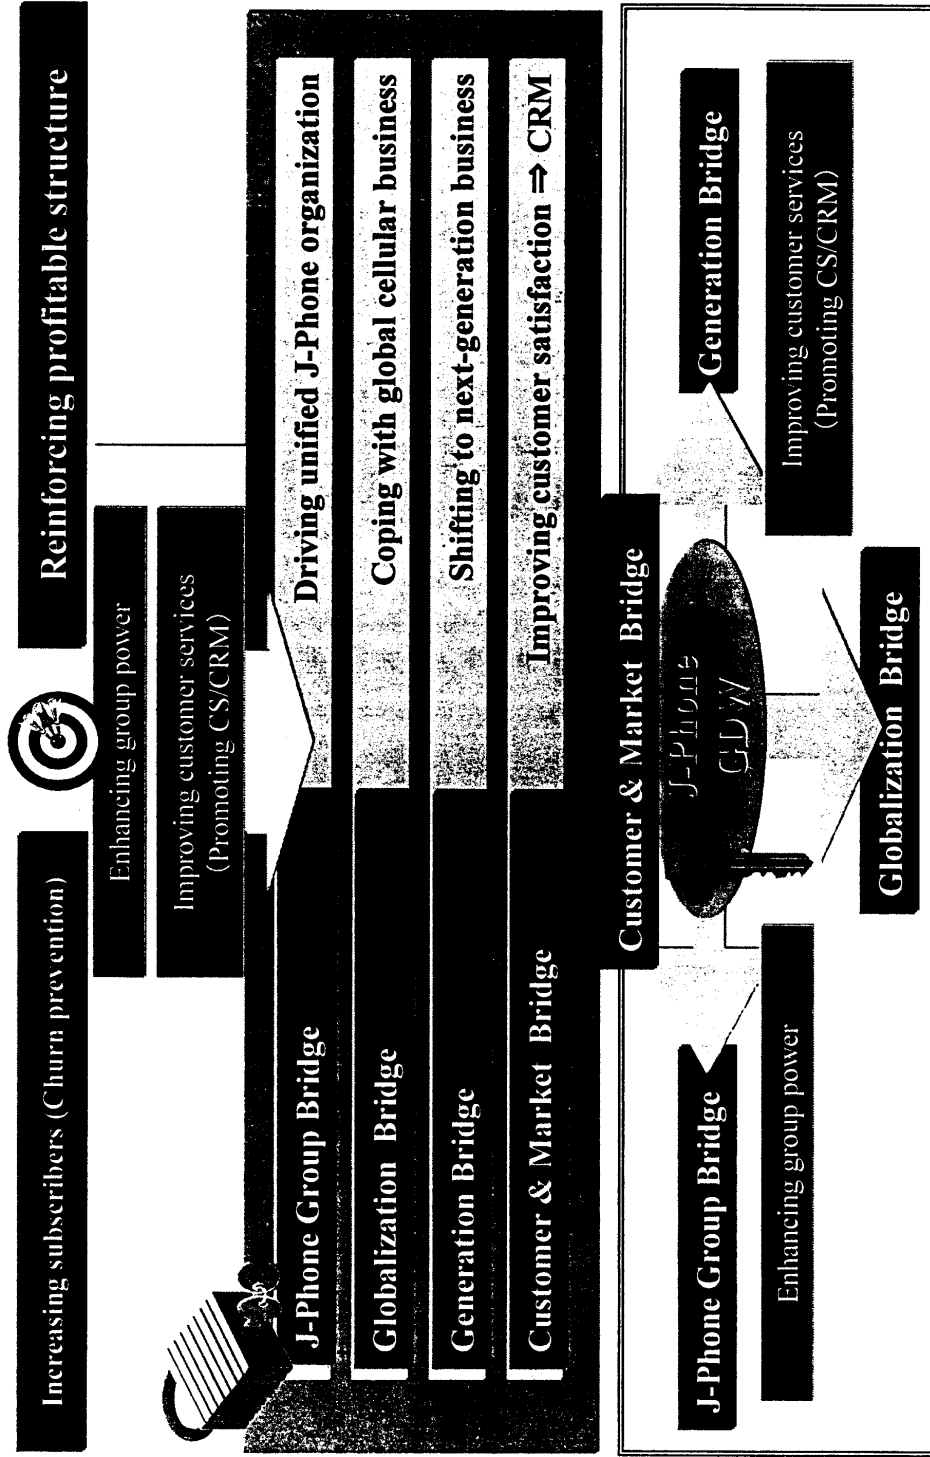 Increasing subscribers (Churn prevention)
Reinforcing profitable structure
Enhancing group power
Improving customer services
(Promoting CS/CRM)
J-Phone Group Bridge
Driving unified J-Phone organization
Globalization Bridge
Coping with global cellular business
Generation Bridge
Shifting to next-generation business
Customer & Market Bridge
Improving customer satisfaction ⇒ CRM
Customer & Market Bridge
J-Phone Group Bridge
J-Phone
GDW
Generation Bridge
Enhancing group power
Improving customer services
(Promoting CS/CRM)
Globalization Bridge